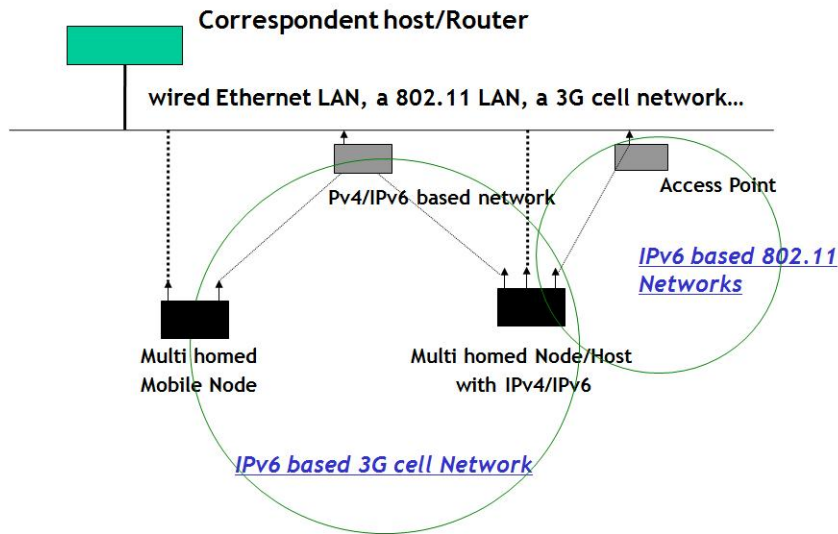 Correspondent host/Router
wired Ethernet LAN, a 802.11 LAN, a 3G cell network…
Pv4/IPv6 based network
Access Point
IPv6 based 802.11
Networks
Multi homed
Mobile Node
Multi homed Node/Host
with IPv4/IPv6
IPv6 based 3G cell Network